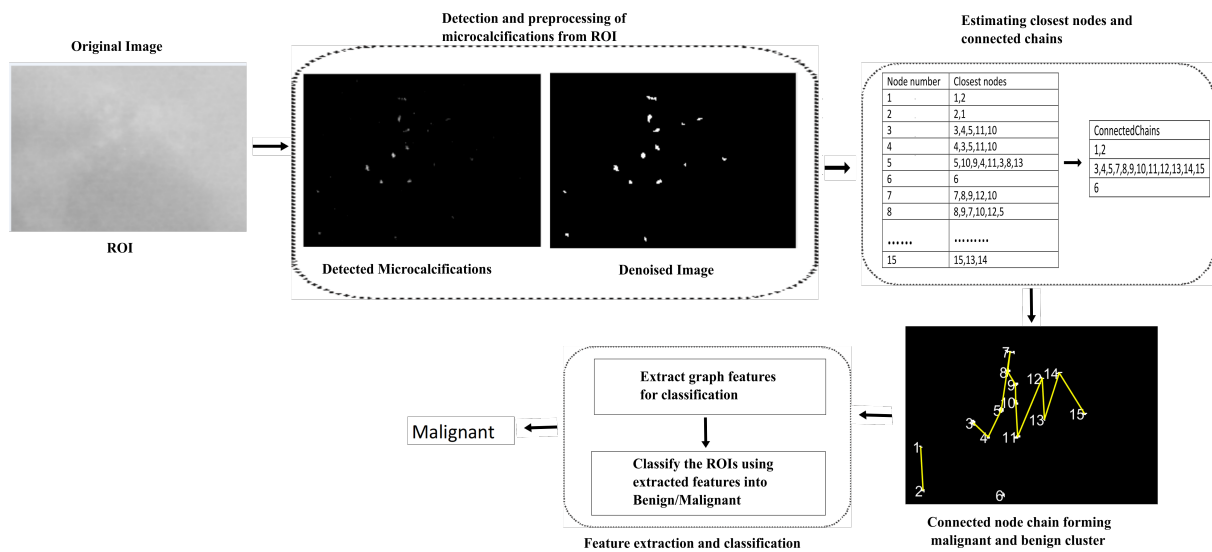 Original Image
ROI
Detection and preprocessing of
microcalcifications from ROI
Detected Microcalcifications
Denoised Image
Estimating closest nodes and
connected chains
Node number Closest nodes
1 1,2
2 2,1
3 3,4,5,11,10
4 4,3,5,11,10
5 5,10,9,4,11,3,8,13
6 6
7 7,8,9,12,10
8 8,9,7,10,12,5
...... .........
15 15,13,14
ConnectedChains
1,2
3,4,5,7,8,9,10,11,12,13,14,15
6
7
8
9
12
14
10
5
3
4
11
13
15
1
2
6
Connected node chain forming
malignant and benign cluster
Extract graph features
for classification
Classify the ROIs using
extracted features into
Benign/Malignant
Feature extraction and classification
Malignant